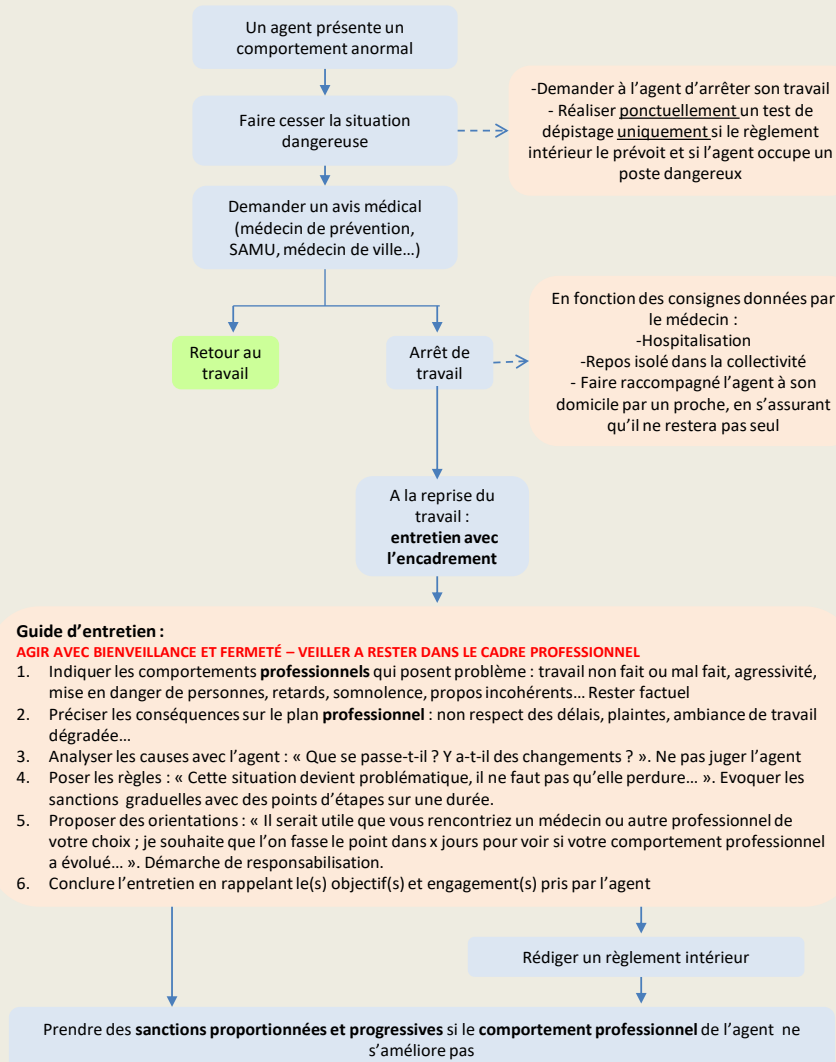 Un agent présente un
comportement anormal
Faire cesser la situation
dangereuse
-Demander à l’agent d’arrêter son travail
- Réaliser ponctuellement un test de
dépistage uniquement si le règlement
intérieur le prévoit et si l’agent occupe un
poste dangereux
Demander un avis médical
(médecin de prévention,
SAMU, médecin de ville…)
Retour au
travail
Arrêt de
travail
En fonction des consignes données par
le médecin :
-Hospitalisation
-Repos isolé dans la collectivité
- Faire raccompagné l’agent à son
domicile par un proche, en s’assurant
qu’il ne restera pas seul
A la reprise du
travail :
entretien avec
l’encadrement
Guide d’entretien :
AGIR AVEC BIENVEILLANCE ET FERMETÉ – VEILLER A RESTER DANS LE CADRE PROFESSIONNEL
1. Indiquer les comportements professionnels qui posent problème : travail non fait ou mal fait, agressivité,
mise en danger de personnes, retards, somnolence, propos incohérents… Rester factuel
2. Préciser les conséquences sur le plan professionnel : non respect des délais, plaintes, ambiance de travail
dégradée…
3. Analyser les causes avec l’agent : « Que se passe-t-il ? Y a-t-il des changements ? ». Ne pas juger l’agent
4. Poser les règles : « Cette situation devient problématique, il ne faut pas qu’elle perdure… ». Evoquer les
sanctions graduelles avec des points d’étapes sur une durée.
5. Proposer des orientations : « Il serait utile que vous rencontriez un médecin ou autre professionnel de
votre choix ; je souhaite que l’on fasse le point dans x jours pour voir si votre comportement professionnel
a évolué… ». Démarche de responsabilisation.
6. Conclure l’entretien en rappelant le(s) objectif(s) et engagement(s) pris par l’agent
Rédiger un règlement intérieur
Prendre des sanctions proportionnées et progressives si le comportement professionnel de l’agent ne
s’améliore pas